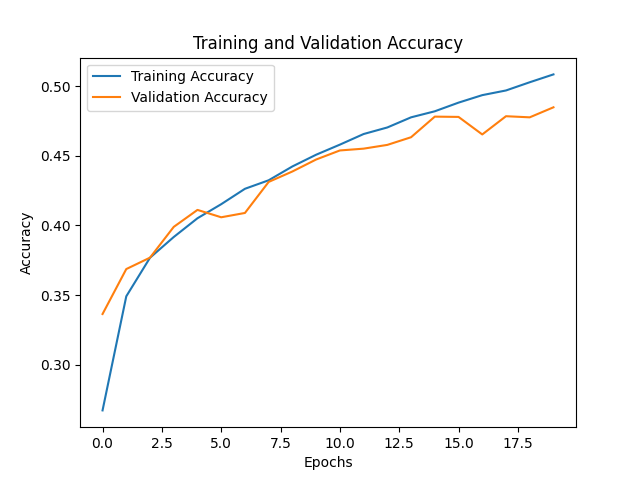 Training and Validation Accuracy
Training Accuracy
Validation Accuracy
0.50
0.45
0.40
0.35
0.30
Accuracy
0.0 2.5 5.0 7.5 10.0 12.5 15.0 17.5
Epochs